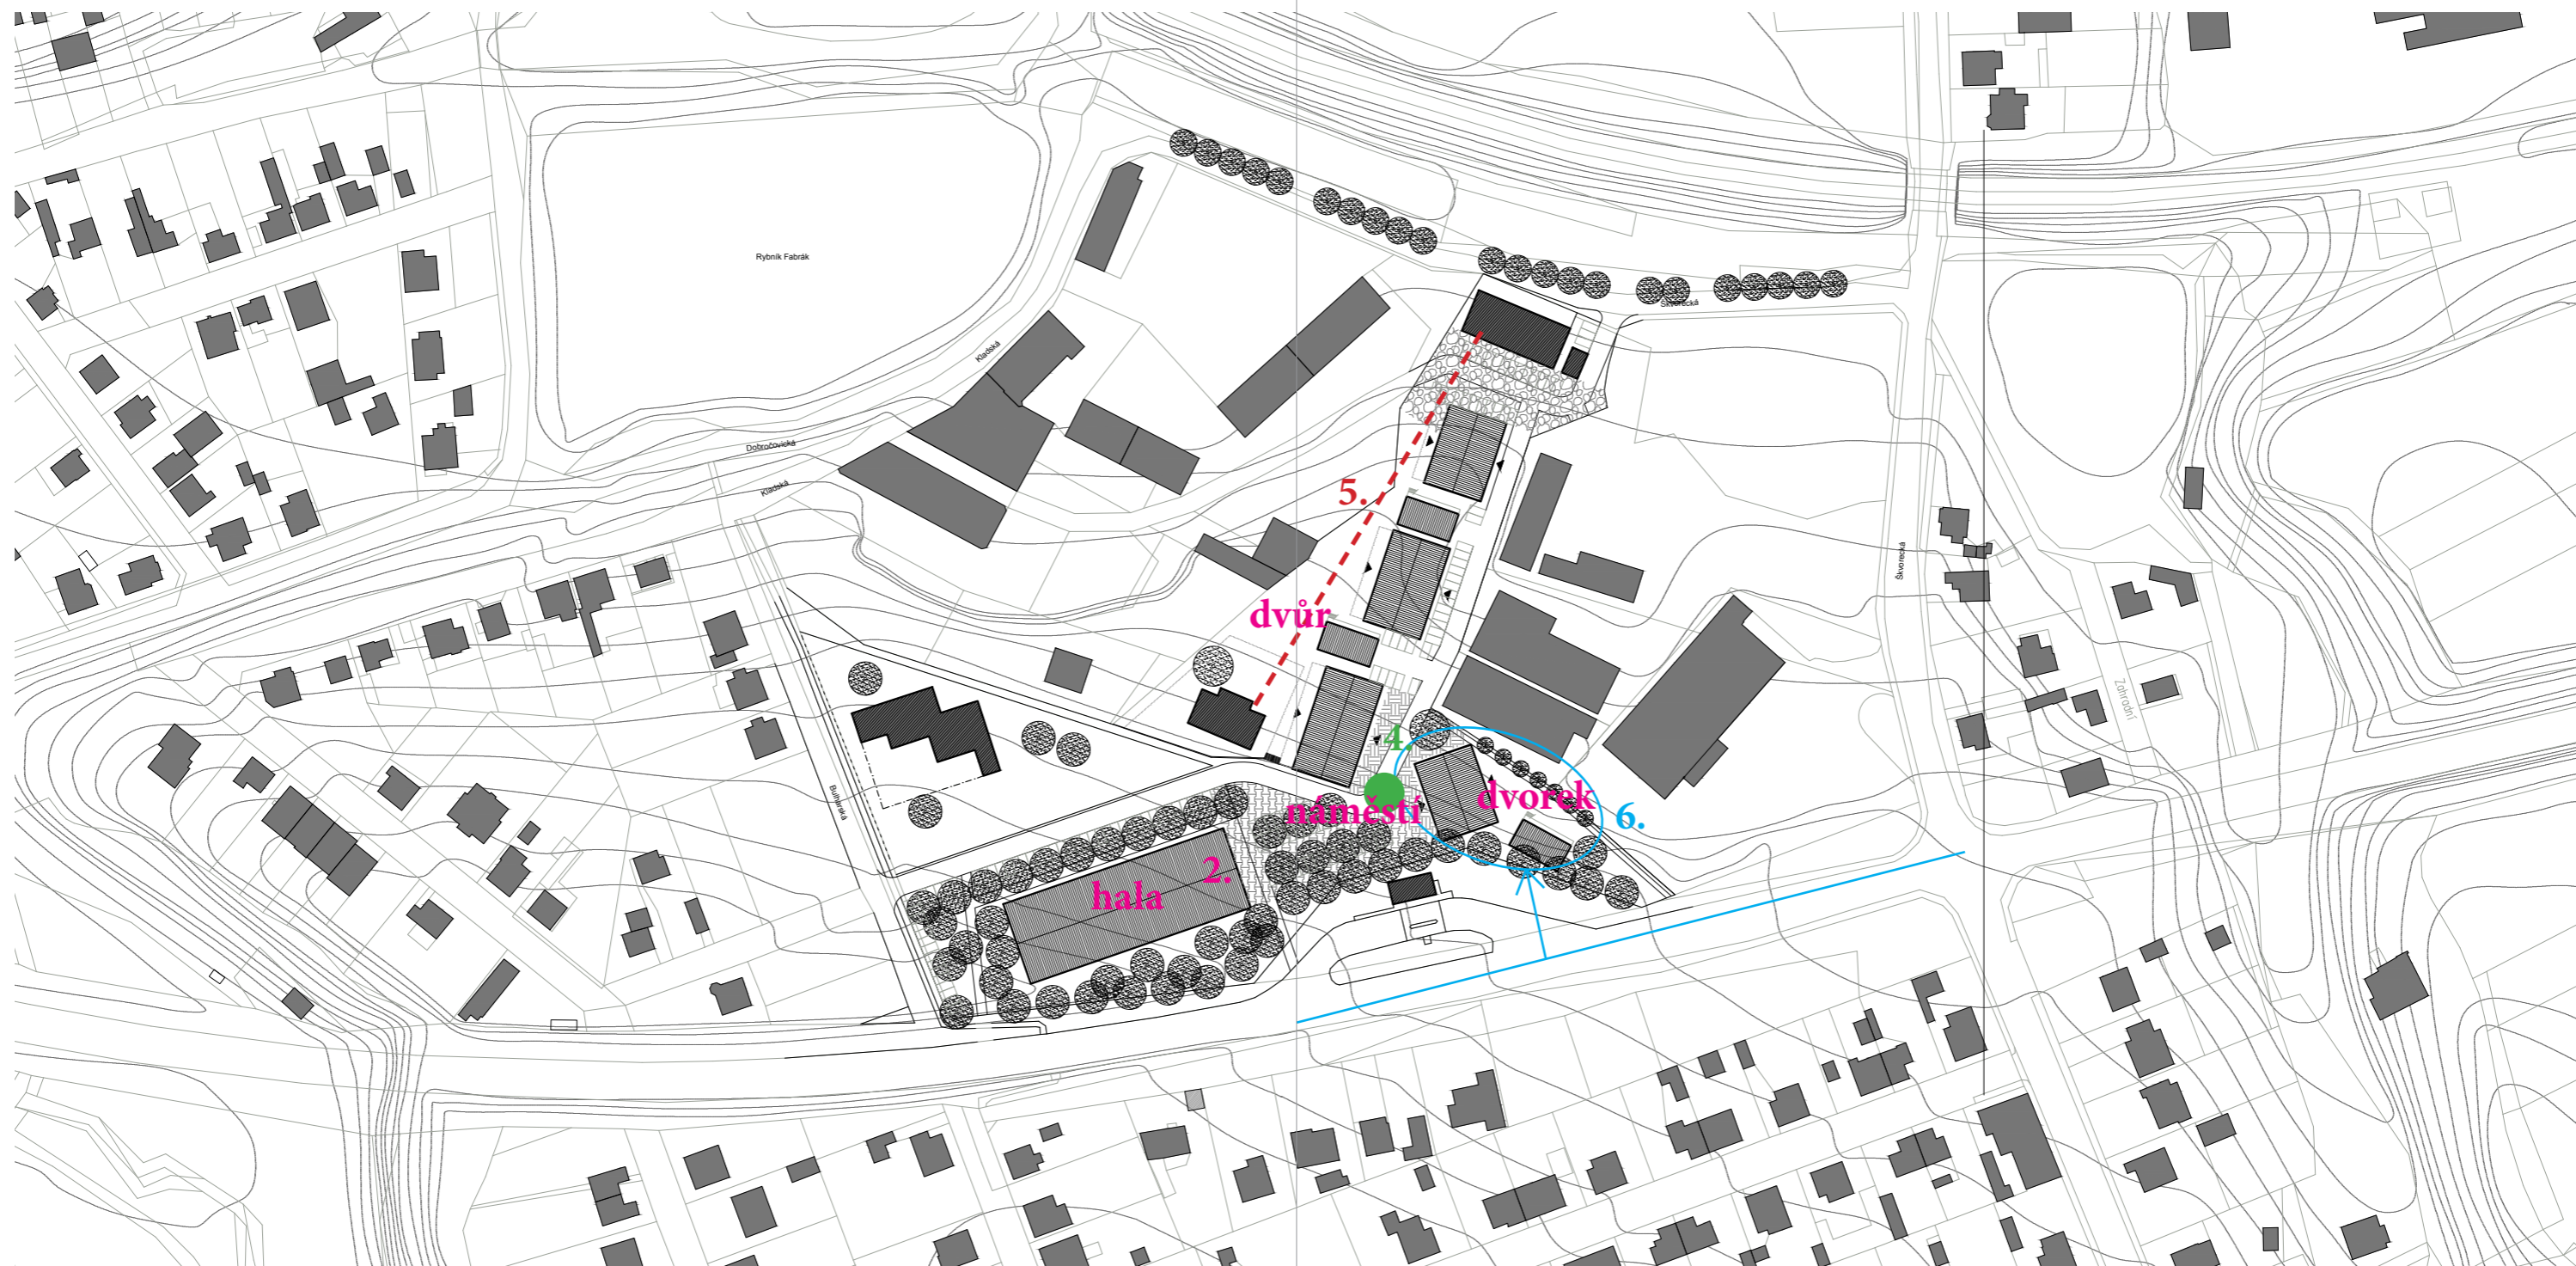 Rybník Fabrák
Škvorecká
Kladská
Dobročovická
Kladská
5.
Škvorecká
dvůr
Zahradní
4.
Bulharská
náměstí
dvorek
6.
2.
hala